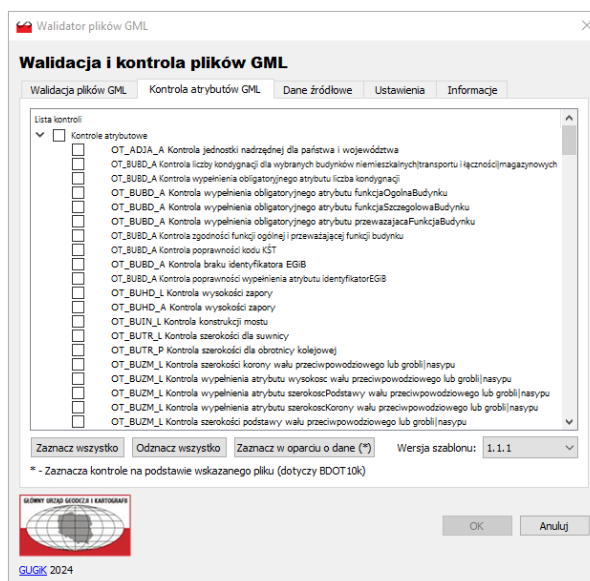 Walidator plików GML
Walidacja i kontrola plików GML
Walidacja plików GML
Kontrola atrybutów GML
Dane źródłowe
Ustawienia
Informacje
Lista kontroli
Kontrole atrybutowe
OT_ADJA_A Kontrola jednostki nadrzędnej dla państwa i województwa
OT_BUBD_A Kontrola liczby kondygnacji dla wybranych budynków niemieszkalnych|transportu i łączności|magazynowych
OT_BUBD_A Kontrola wypełnienia obligatoryjnego atrybutu liczba kondygnacji
OT_BUBD_A Kontrola wypełnienia obligatoryjnego atrybutu funkcjaOgolnaBudynku
OT_BUBD_A Kontrola wypełnienia obligatoryjnego atrybutu funkcjaSzczegolowaBudynku
OT_BUBD_A Kontrola wypełnienia obligatoryjnego atrybutu przewazajacaFunkcjaBudynku
OT_BUBD_A Kontrola zgodności funkcji ogólnej i przeważającej funkcji budynku
OT_BUBD_A Kontrola poprawności kodu KŚT
OT_BUBD_A Kontrola braku identyfikatora EGiB
OT_BUBD_A Kontrola poprawności wypełnienia atrybutu identyfikatorEGiB
OT_BUHD_L Kontrola wysokości zapory
OT_BUHD_A Kontrola wysokości zapory
OT_BUIN_L Kontrola konstrukcji mostu
OT_BUTR_L Kontrola szerokości dla suwnicy
OT_BUTR_P Kontrola szerokości dla obrotnicy kolejowej
OT_BUZM_L Kontrola szerokości korony wału przeciwpowodziowego lub grobli|nasypu
OT_BUZM_L Kontrola wypełnienia atrybutu wysokosc wału przeciwpowodziowego lub grobli|nasypu
OT_BUZM_L Kontrola wypełnienia atrybutu szerokoscPodstawy wału przeciwpowodziowego lub grobli|nasypu
OT_BUZM_L Kontrola wypełnienia atrybutu szerokoscKorony wału przeciwpowodziowego lub grobli|nasypu
OT_BUZM_L Kontrola szerokości podstawy wału przeciwpowodziowego lub grobli|nasypu
Zaznacz wszystko
Odznacz wszystko
Zaznacz w oparciu o dane (*)
Wersja szablonu:
1.1.1
* - Zaznacza kontrole na podstawie wskazanego pliku (dotyczy BDOT10k)
GŁÓWNY URZĄD GEODEZJI I KARTOGRAFII
OK
Anuluj
GUGiK 2024